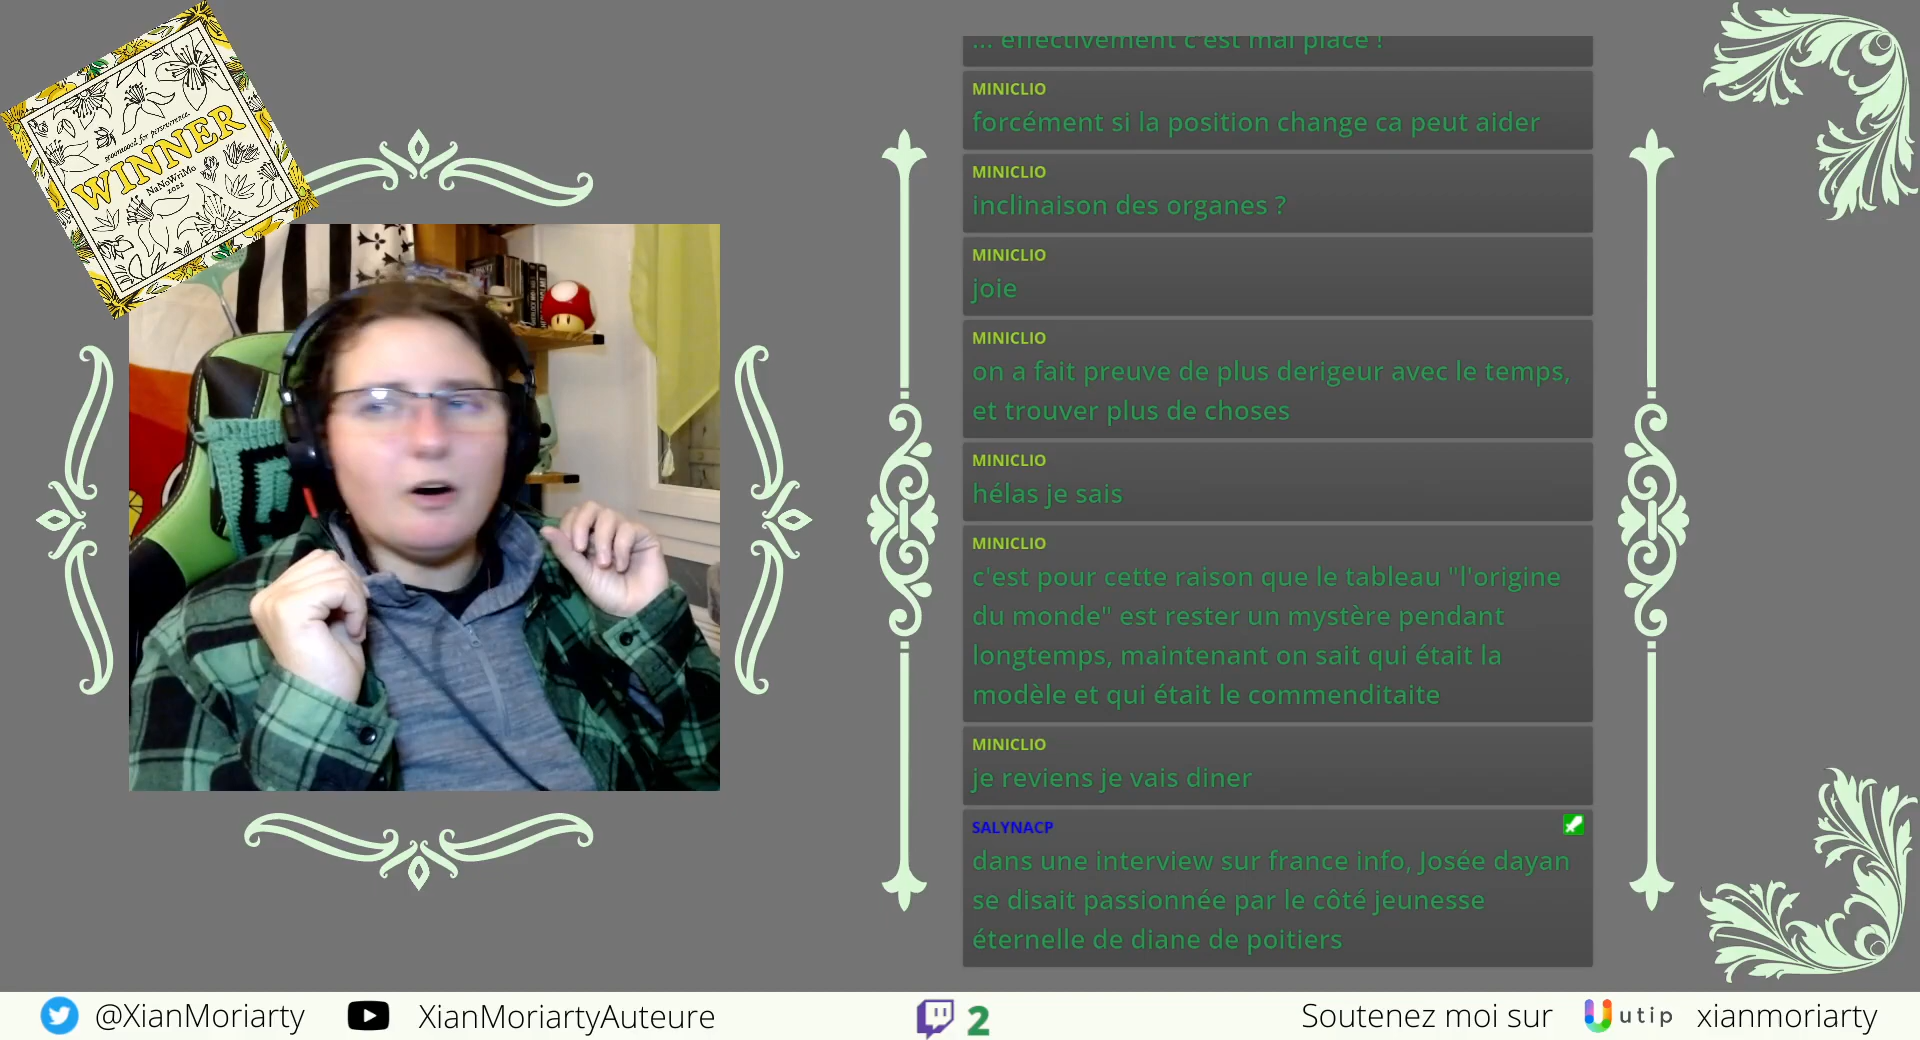 Recommend for perseverance.
WINNER
NaNoWriMo
2022
... effectivement c'est mal placé !
MINICLIO
forcément si la position change ca peut aider
MINICLIO
inclinaison des organes ?
MINICLIO
joie
MINICLIO
on a fait preuve de plus derigeur avec le temps,
et trouver plus de choses
MINICLIO
hélas je sais
MINICLIO
c'est pour cette raison que le tableau "l'origine
du monde" est rester un mystère pendant
longtemps, maintenant on sait qui était la
modèle et qui était le commenditaite
MINICLIO
je reviens je vais diner
SALYNACP
dans une interview sur france info, Josée dayan
se disait passionnée par le côté jeunesse
éternelle de diane de poitiers
@XianMoriarty
XianMoriartyAuteure
2
Soutenez moi sur
utip
xianmoriarty